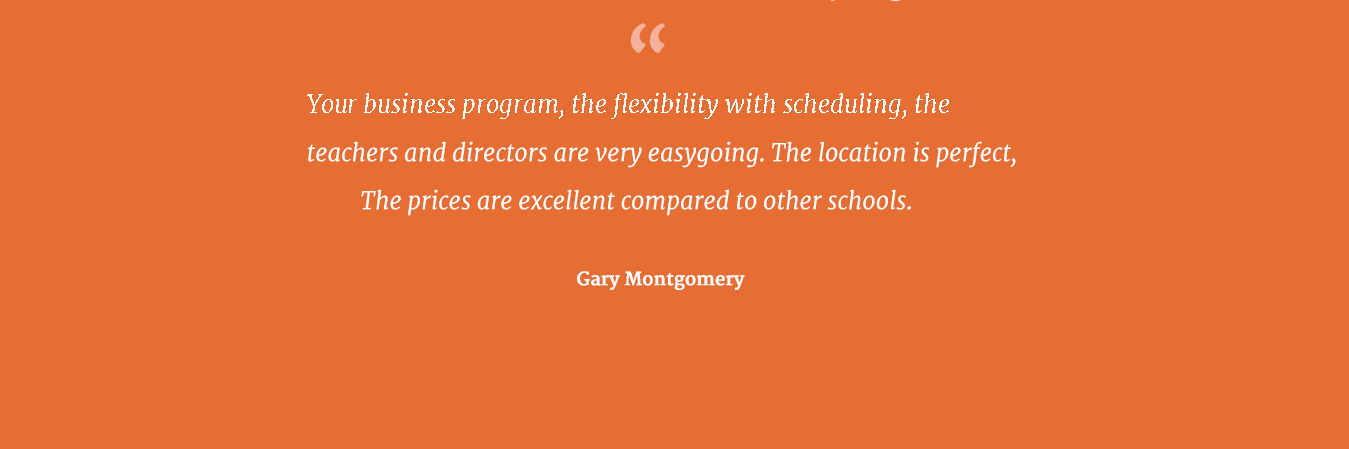 “
Your business program, the flexibility with scheduling, the
teachers and directors are very easygoing. The location is perfect,
The prices are excellent compared to other schools.
Gary Montgomery